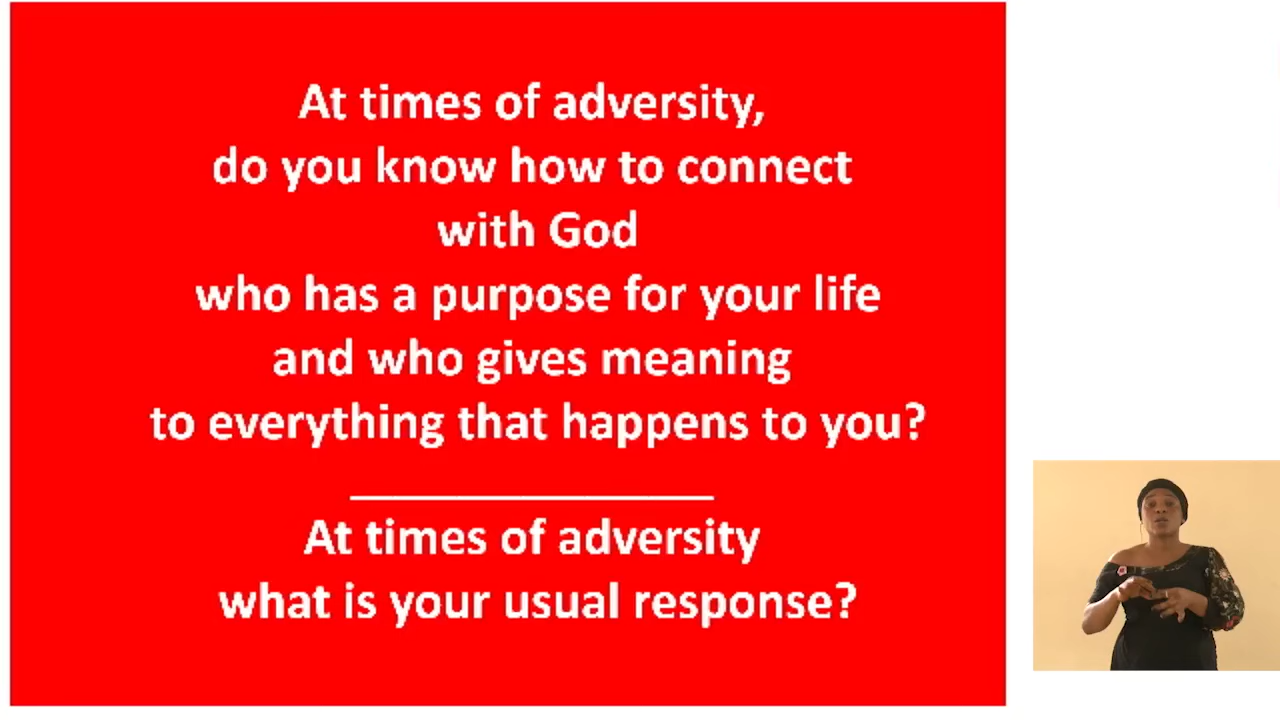 At times of adversity,
do you know how to connect
with God
who has a purpose for your life
and who gives meaning
to everything that happens to you?
At times of adversity
what is your usual response?